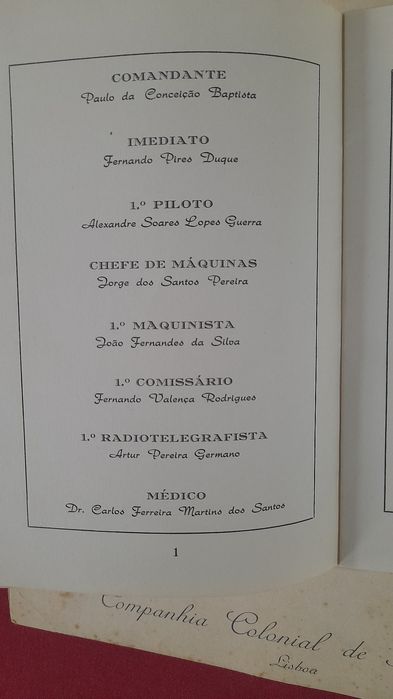 COMANDANTE
Paulo da Conceição Baptista
IMEDIATO
Fernando Pires Duque
1.º PILOTO
Alexandre Soares Lopes Guerra
CHEFE DE MÁQUINAS
Jorge dos Santos Pereira
1.º MAQUINISTA
João Fernandes da Silva
1.º COMISSÁRIO
Fernando Valença Rodrigues
1.º RADIOTELEGRAFISTA
Artur Pereira Germano
MÉDICO
Dr. Carlos Ferreira Martins dos Santos
1
Companhia Colonial de
Lisboa